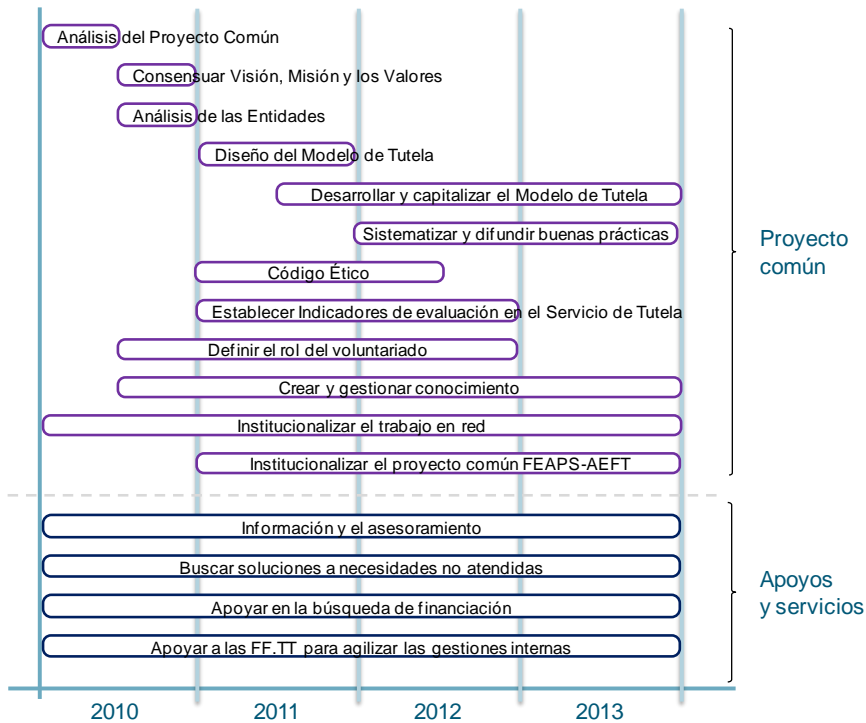 Análisis del Proyecto Común
Consensuar Visión, Misión y los Valores
Análisis de las Entidades
Diseño del Modelo de Tutela
Desarrollar y capitalizar el Modelo de Tutela
Sistematizar y difundir buenas prácticas
Código Ético
Establecer Indicadores de evaluación en el Servicio de Tutela
Definir el rol del voluntariado
Crear y gestionar conocimiento
Institucionalizar el trabajo en red
Institucionalizar el proyecto común FEAPS-AEFT
Proyecto
común
Información y el asesoramiento
Buscar soluciones a necesidades no atendidas
Apoyar en la búsqueda de financiación
Apoyar a las FF.TT para agilizar las gestiones internas
Apoyos
y servicios
2010 2011 2012 2013